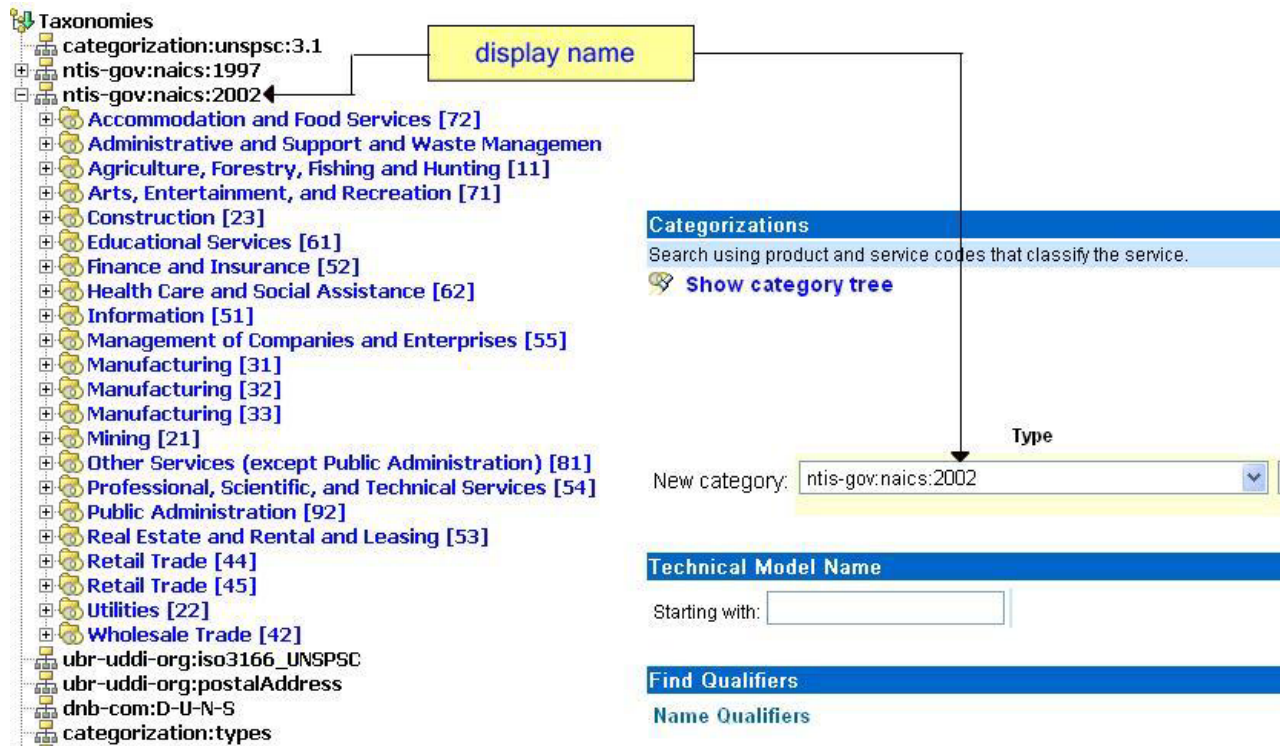 Taxonomies
categorization:unspsc:3.1
ntis-gov:naics:1997
ntis-gov:naics:2002
Accommodation and Food Services [72]
Administrative and Support and Waste Managemen
Agriculture, Forestry, Fishing and Hunting [11]
Arts, Entertainment, and Recreation [71]
Construction [23]
Educational Services [61]
Finance and Insurance [52]
Health Care and Social Assistance [62]
Information [51]
Management of Companies and Enterprises [55]
Manufacturing [31]
Manufacturing [32]
Manufacturing [33]
Mining [21]
Other Services (except Public Administration) [81]
Professional, Scientific, and Technical Services [54]
Public Administration [92]
Real Estate and Rental and Leasing [53]
Retail Trade [44]
Retail Trade [45]
Utilities [22]
Wholesale Trade [42]
ubr-uddi-org:iso3166_UNSPSC
ubr-uddi-org:postalAddress
dnb-com:D-U-N-S
categorization:types
display name
Categorizations
Search using product and service codes that classify the service.
Show category tree
Type
New category: ntis-gov:naics:2002
Technical Model Name
Starting with:
Find Qualifiers
Name Qualifiers